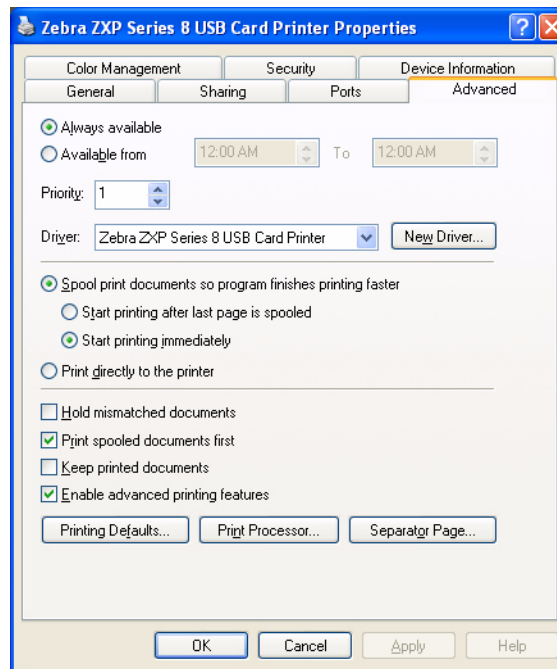 Zebra ZXP Series 8 USB Card Printer Properties
Color Management Security Device Information
General Sharing Ports Advanced
Always available
Available from 12:00 AM To 12:00 AM
Priority: 1
Driver: Zebra ZXP Series 8 USB Card Printer New Driver...
Spool print documents so program finishes printing faster
Start printing after last page is spooled
Start printing immediately
Print directly to the printer
Hold mismatched documents
Print spooled documents first
Keep printed documents
Enable advanced printing features
Printing Defaults... Print Processor... Separator Page...
OK Cancel Apply Help